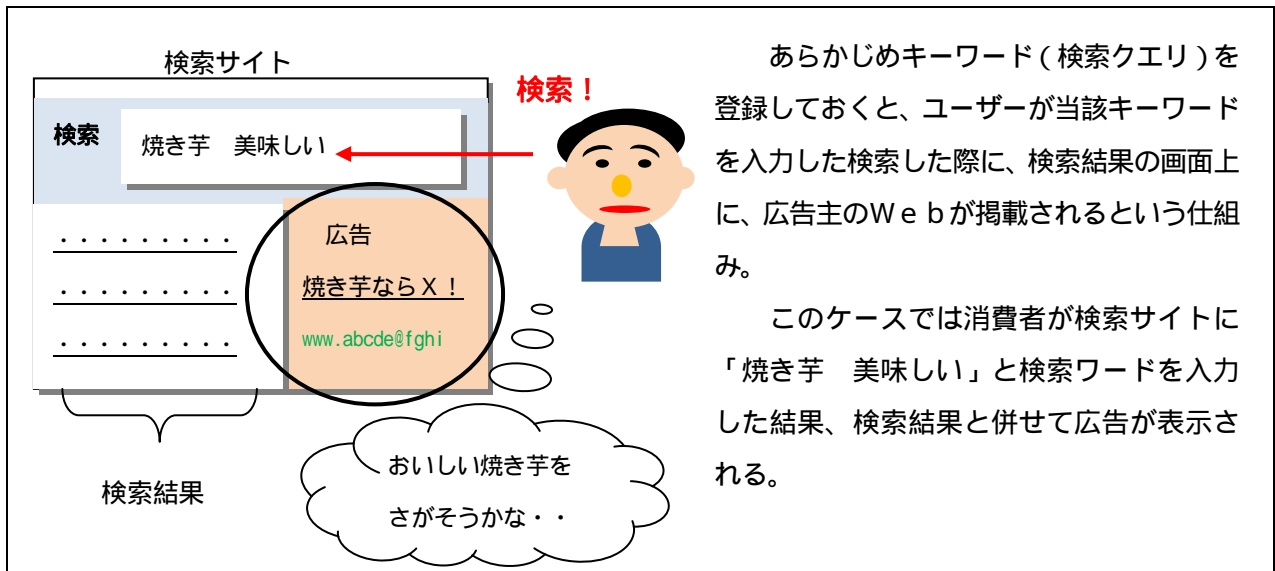 検索サイト
検索！
検索
焼き芋　美味しい
．．．．．．．．．
．．．．．．．．．
．．．．．．．．．
広告
焼き芋ならＸ！
www.abcde@fghi
検索結果
おいしい焼き芋を
さがそうかな・・
あらかじめキーワード（検索クエリ）を
登録しておくと、ユーザーが当該キーワード
を入力した検索した際に、検索結果の画面上
に、広告主のＷｅｂが掲載されるという仕組
み。
このケースでは消費者が検索サイトに
「焼き芋　美味しい」と検索ワードを入力
した結果、検索結果と併せて広告が表示さ
れる。